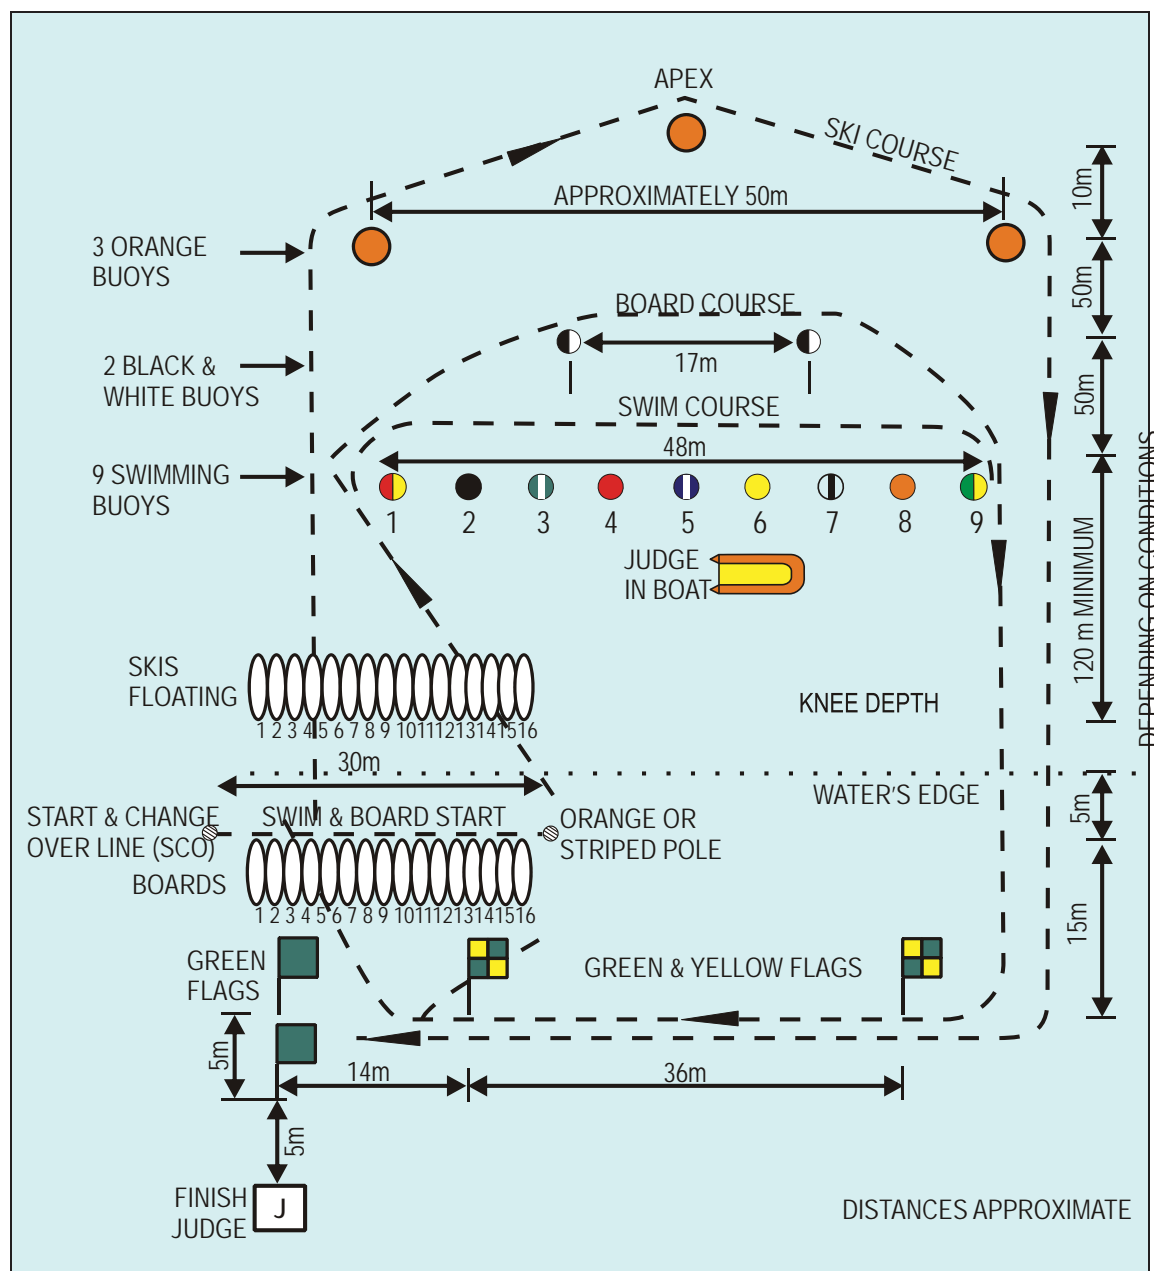 APEX
SKI COURSE
APPROXIMATELY 50m
10m
3 ORANGE
BUOYS
50m
BOARD COURSE
17m
2 BLACK &
WHITE BUOYS
50m
SWIM COURSE
48m
9 SWIMMING
BUOYS
1 2 3 4 5 6 7 8 9
JUDGE
IN BOAT
120 m MINIMUM
DEPENDING ON CONDITIONS
SKIS
FLOATING
KNEE DEPTH
1 2 3 4 5 6 7 8 9 10 11 12 13 14 15 16
30m
WATER'S EDGE
5m
START & CHANGE
OVER LINE (SCO)
SWIM & BOARD START
ORANGE OR
STRIPED POLE
BOARDS
1 2 3 4 5 6 7 8 9 10 11 12 13 14 15 16
15m
GREEN
FLAGS
GREEN & YELLOW FLAGS
5m
14m
36m
5m
FINISH
JUDGE
J
DISTANCES APPROXIMATE